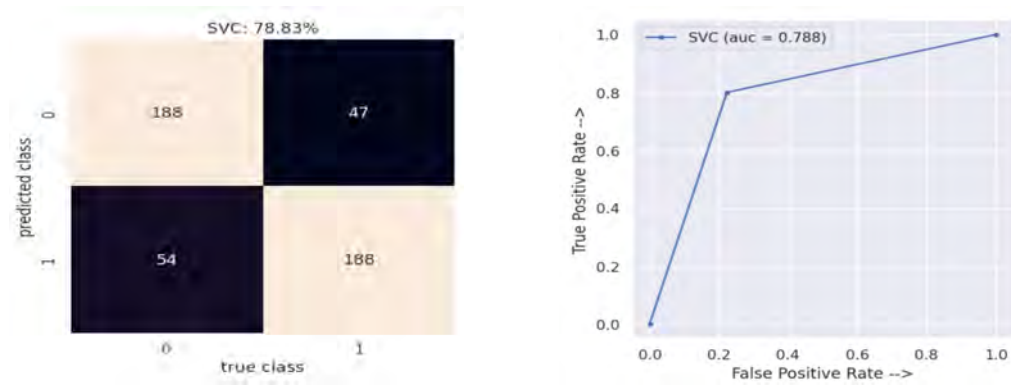 SVC: 78.83%
188 47
54 188
0
1
predicted class
0 1
true class
SVC (auc = 0.788)
1.0
0.8
0.6
0.4
0.2
0.0
True Positive Rate -->
0.0 0.2 0.4 0.6 0.8 1.0
False Positive Rate -->